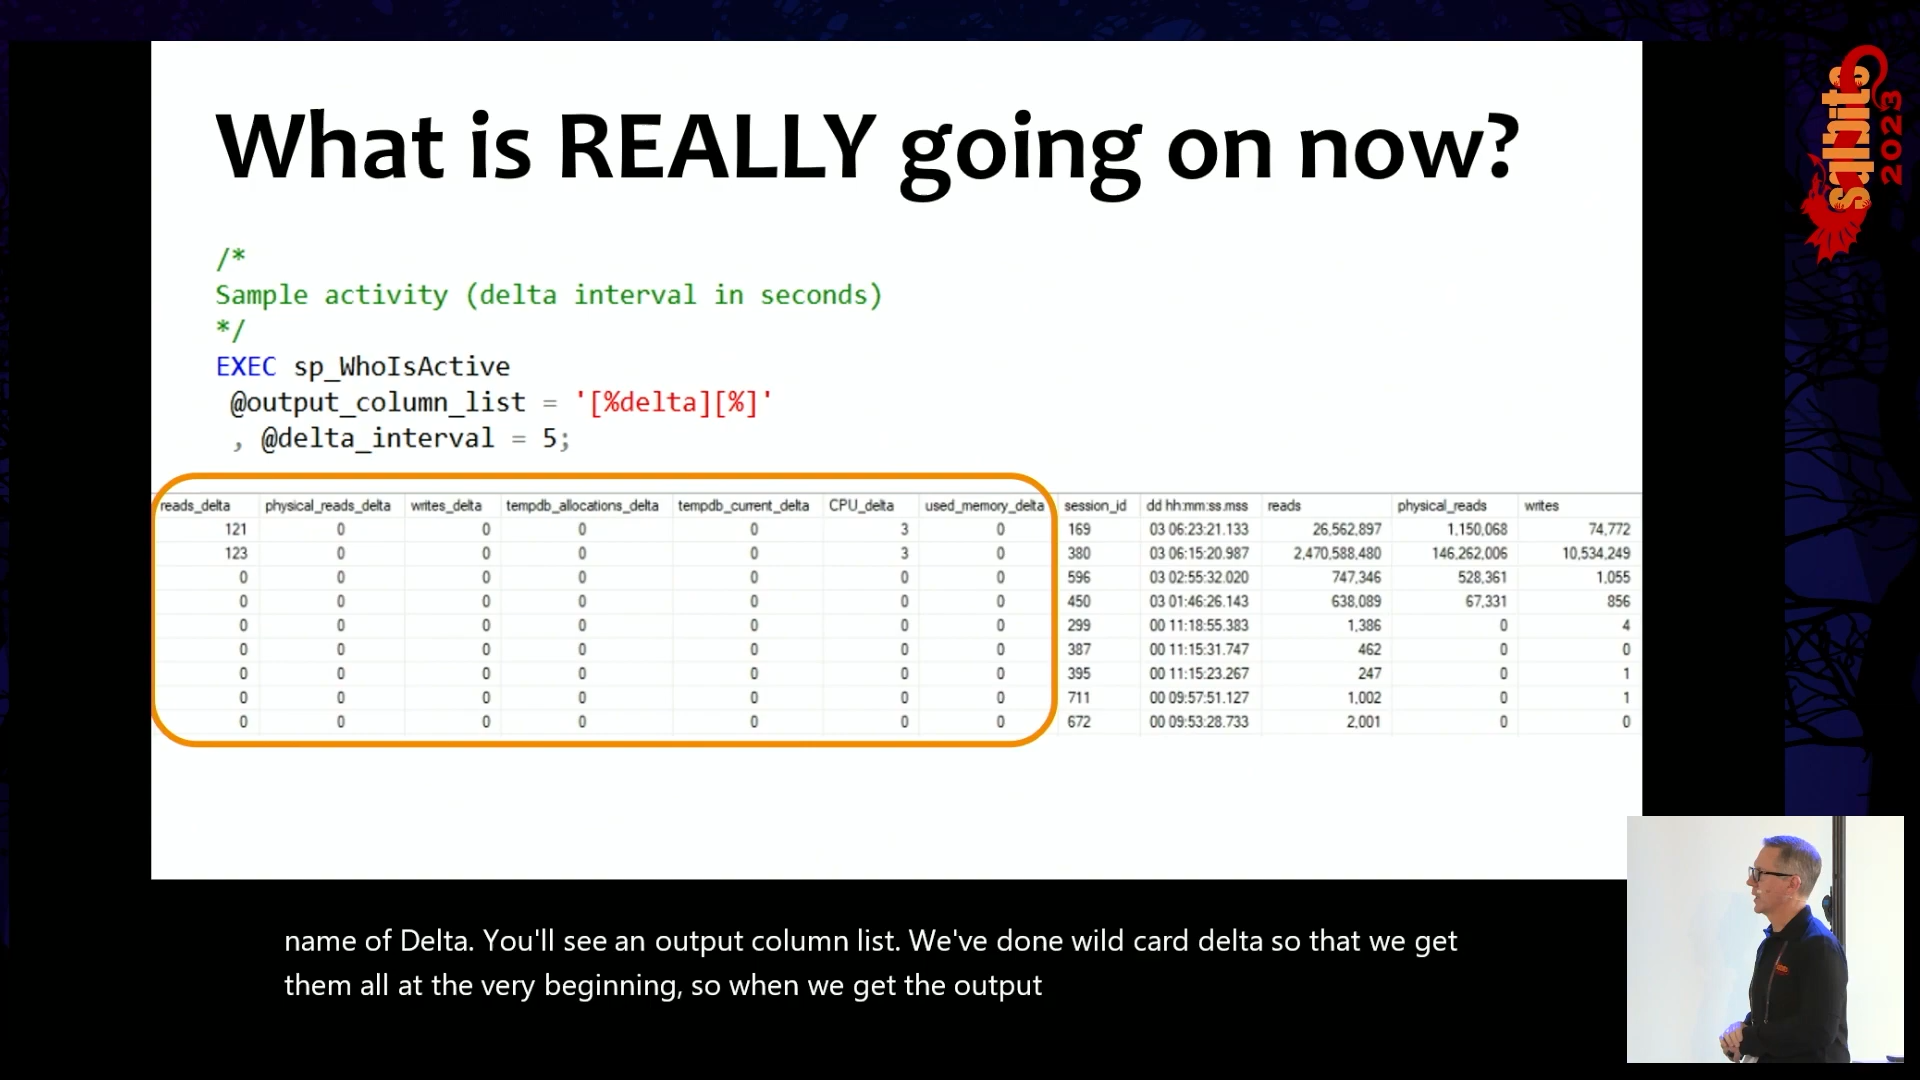 What is REALLY going on now?
/*
Sample activity (delta interval in seconds)
*/
EXEC sp_WhoIsActive
@output_column_list = '[%delta][%]'
, @delta_interval = 5;
reads_delta physical_reads_delta writes_delta tempdb_allocations_delta tempdb_current_delta CPU_delta used_memory_delta session_id dd hh:mm:ss.mss reads physical_reads writes
121 0 0 0 0 3 0 169 03 06:23:21.133 26,562,897 1,150,068 74,772
123 0 0 0 0 3 0 380 03 06:15:20.987 2,470,588,480 146,262,006 10,534,249
0 0 0 0 0 0 0 596 03 02:55:32.020 747,346 528,361 1,055
0 0 0 0 0 0 0 450 03 01:46:26.143 638,089 67,331 856
0 0 0 0 0 0 0 299 00 11:18:55.383 1,386 0 4
0 0 0 0 0 0 0 387 00 11:15:31.747 462 0 0
0 0 0 0 0 0 0 395 00 11:15:23.267 247 0 1
0 0 0 0 0 0 0 711 00 09:57:51.127 1,002 0 1
0 0 0 0 0 0 0 672 00 09:53:28.733 2,001 0 0
name of Delta. You'll see an output column list. We've done wild card delta so that we get
them all at the very beginning, so when we get the output
sqlbits
2023